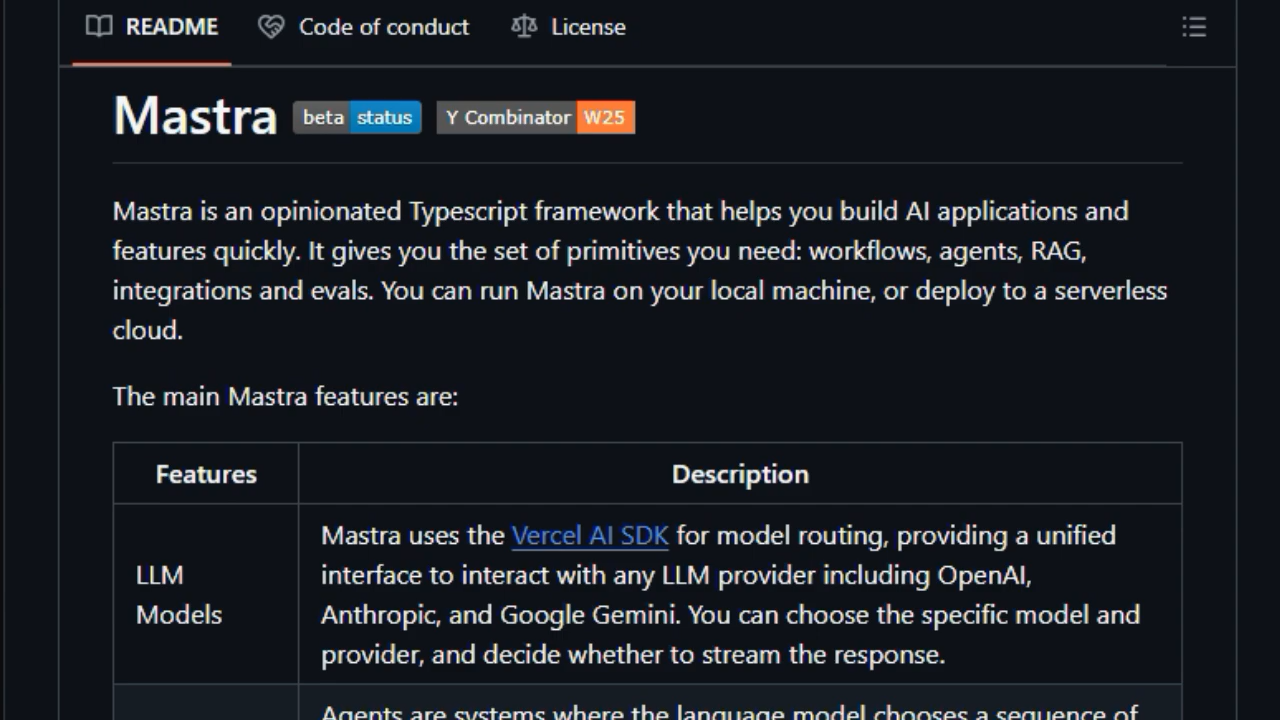 README Code of conduct License
Mastra beta status Y Combinator W25
Mastra is an opinionated Typescript framework that helps you build AI applications and
features quickly. It gives you the set of primitives you need: workflows, agents, RAG,
integrations and evals. You can run Mastra on your local machine, or deploy to a serverless
cloud.
The main Mastra features are:
Features Description
LLM
Models
Mastra uses the Vercel AI SDK for model routing, providing a unified
interface to interact with any LLM provider including OpenAI,
Anthropic, and Google Gemini. You can choose the specific model and
provider, and decide whether to stream the response.
Agents are systems where the language model chooses a sequence of